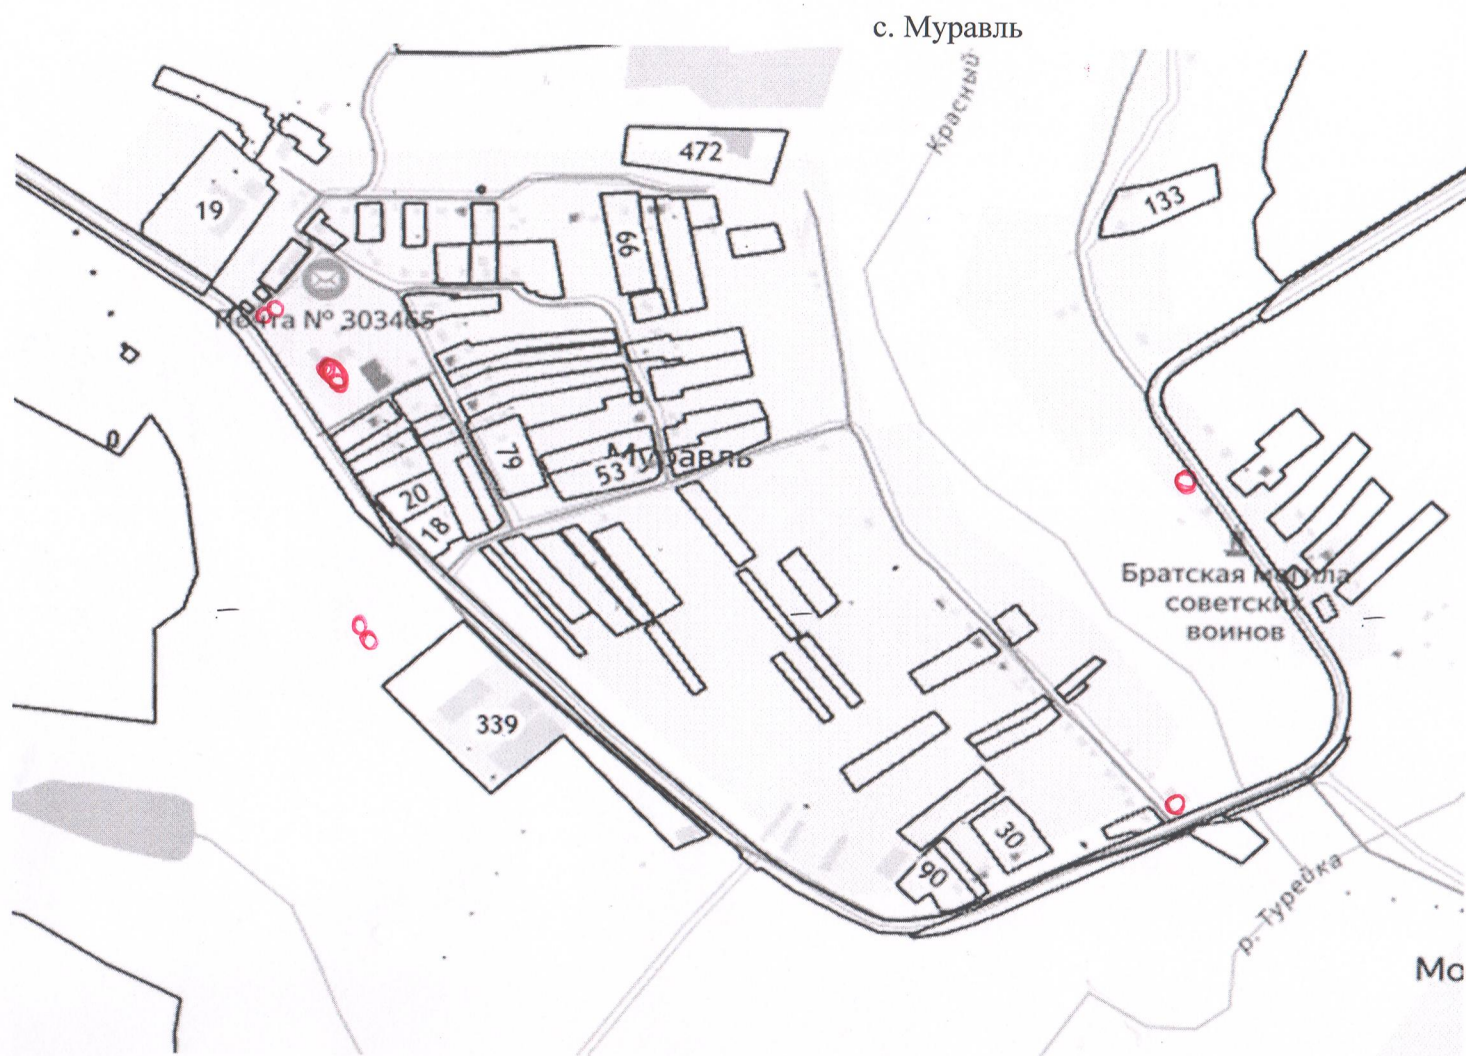 с. Муравль
Красный
472
133
19
66
Почта № 303465
79
Муравль
53
20
18
Братская могила
советских
воинов
339
30
90
р. Турейка
Мо